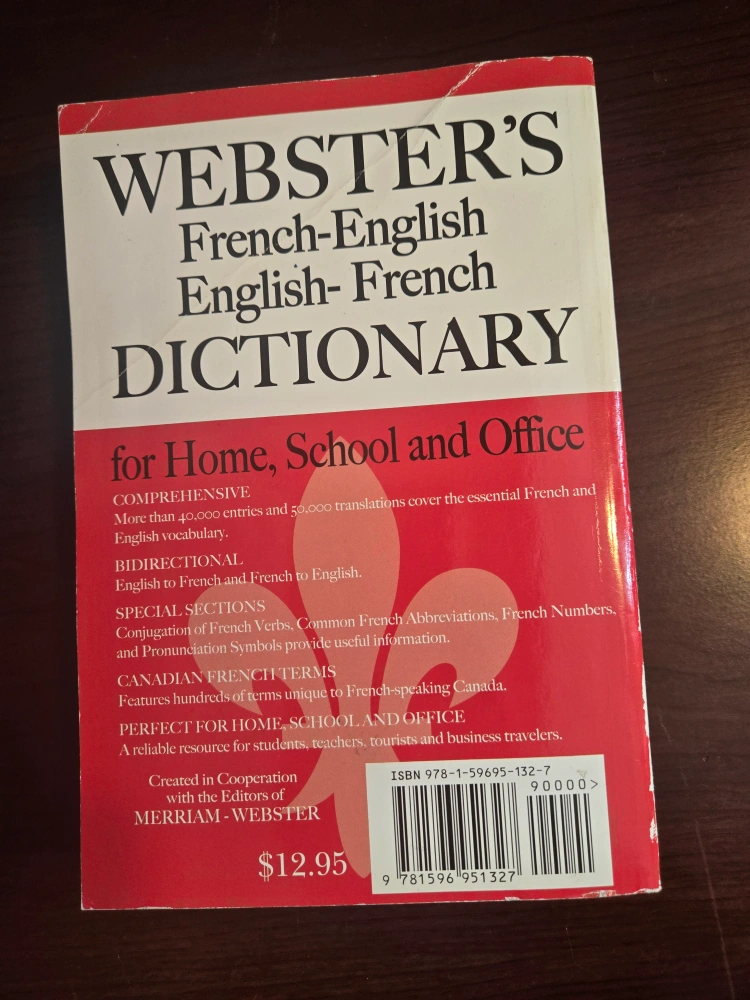 WEBSTER'S
French-English
English- French
DICTIONARY
for Home, School and Office
COMPREHENSIVE
More than 40,000 entries and 50,000 translations cover the essential French and
English vocabulary.
BIDIRECTIONAL
English to French and French to English.
SPECIAL SECTIONS
Conjugation of French Verbs, Common French Abbreviations, French Numbers,
and Pronunciation Symbols provide useful information.
CANADIAN FRENCH TERMS
Features hundreds of terms unique to French-speaking Canada.
PERFECT FOR HOME, SCHOOL AND OFFICE
A reliable resource for students, teachers, tourists and business travelers.
Created in Cooperation
with the Editors of
MERRIAM-WEBSTER
$12.95
ISBN 978-1-59695-132-7
90000>
9 781596 951327